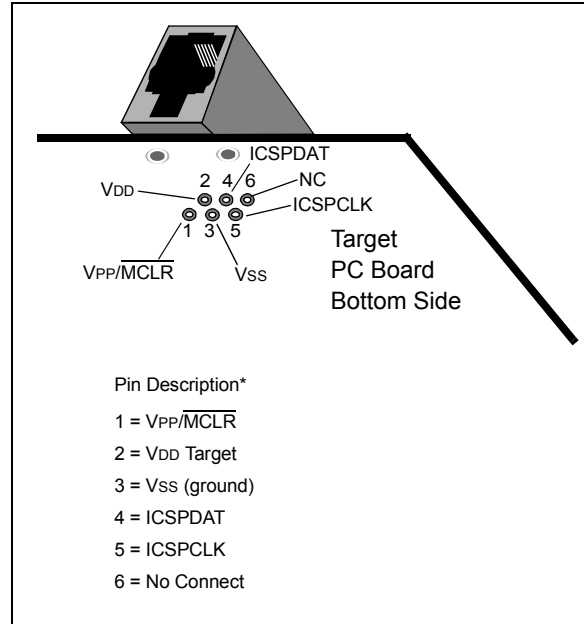 ICSPDAT
2 4 6 NC
VDD
ICSPCLK
1 3 5
Target
PC Board
Bottom Side
VPP/MCLR
VSS
Pin Description*
1 = VPP/MCLR
2 = VDD Target
3 = VSS (ground)
4 = ICSPDAT
5 = ICSPCLK
6 = No Connect